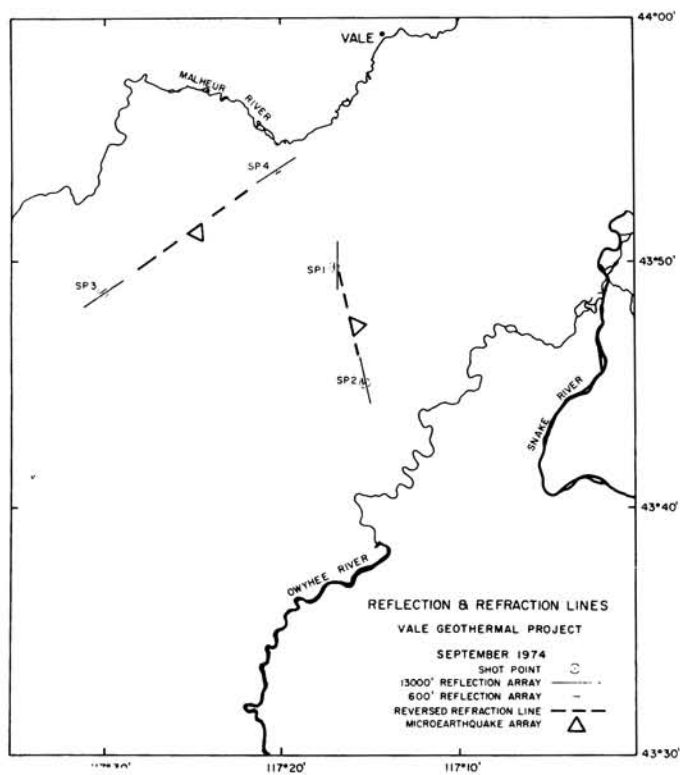 44°00'
VALE
MALHEUR RIVER
SP4
SP3
SP1
43°50'
SP2
SNAKE RIVER
43°40'
OWYHEE RIVER
REFLECTION & REFRACTION LINES
VALE GEOTHERMAL PROJECT
SEPTEMBER 1974
SHOT POINT
13000' REFLECTION ARRAY
600' REFLECTION ARRAY
REVERSED REFRACTION LINE
MICROEARTHQUAKE ARRAY
43°30'
117°30'
117°20'
117°10'